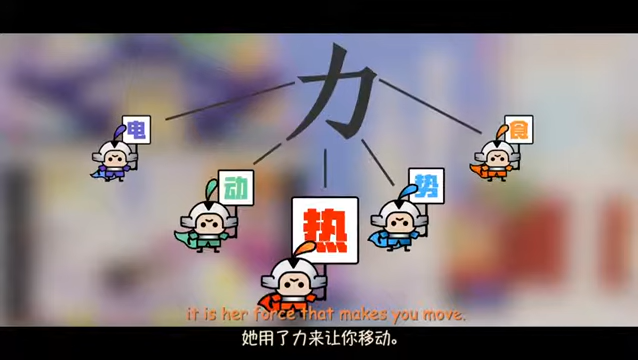 力
电
食
动
势
热
it is her force that makes you move.
她用了力来让你移动。